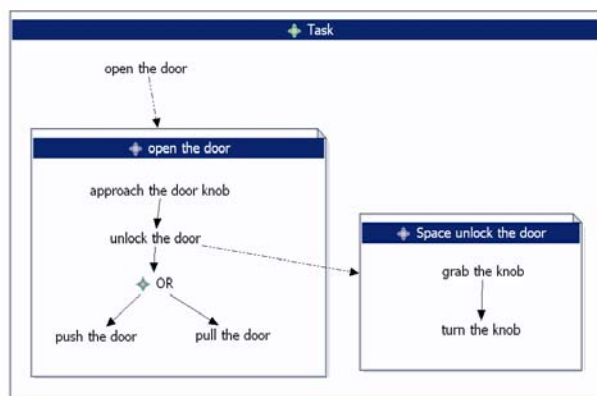 Task
open the door
open the door
approach the door knob
unlock the door
OR
push the door
pull the door
Space unlock the door
grab the knob
turn the knob